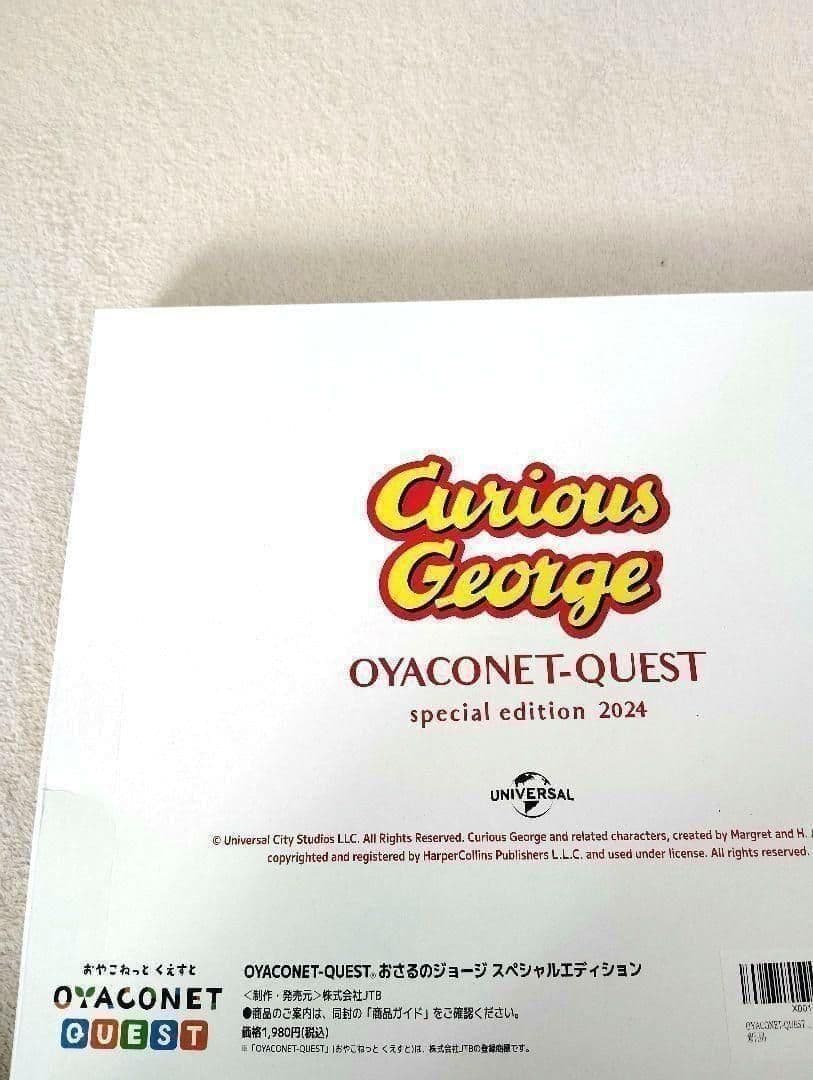 Curious
George
OYACONET-QUEST
special edition 2024
UNIVERSAL
© Universal City Studios LLC. All Rights Reserved. Curious George and related characters, created by Margret and H.
copyrighted and registered by HarperCollins Publishers L.L.C. and used under license. All rights reserved.
おやこねっと くえすと
OYACONET
QUEST
OYACONET-QUEST® おさるのジョージ スペシャルエディション
<制作・発売元>株式会社JTB
●商品のご案内は、同封の「商品ガイド」をご確認ください。
価格1,980円(税込)
※「OYACONET-QUEST」(おやこねっと くえすと)は、株式会社JTBの登録商標です。
X001
OYACONET-QUEST ...
新品